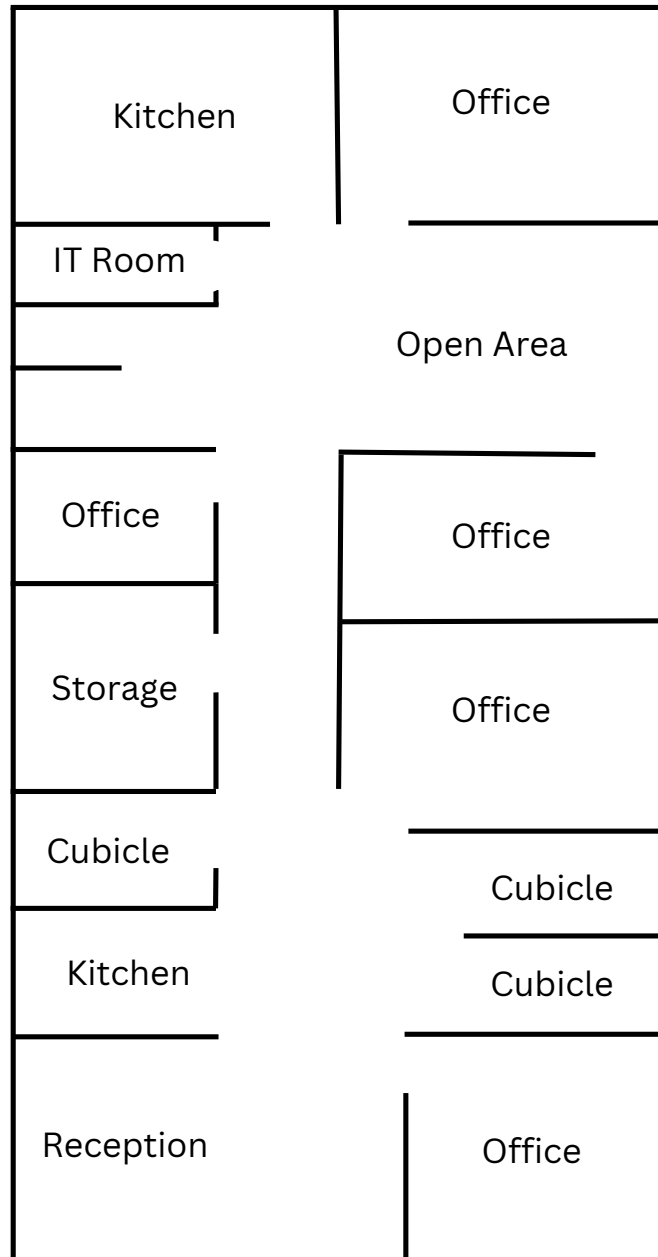 Kitchen
Office
IT Room
Open Area
Office
Office
Storage
Office
Cubicle
Cubicle
Kitchen
Cubicle
Reception
Office